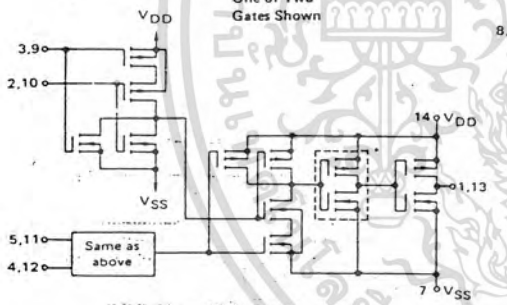 One of Two
Gates Shown
8,
VDD
3,9
2,10
14 VDD
1,13
VSS
5,11
4,12
Same as
above
7 VSS